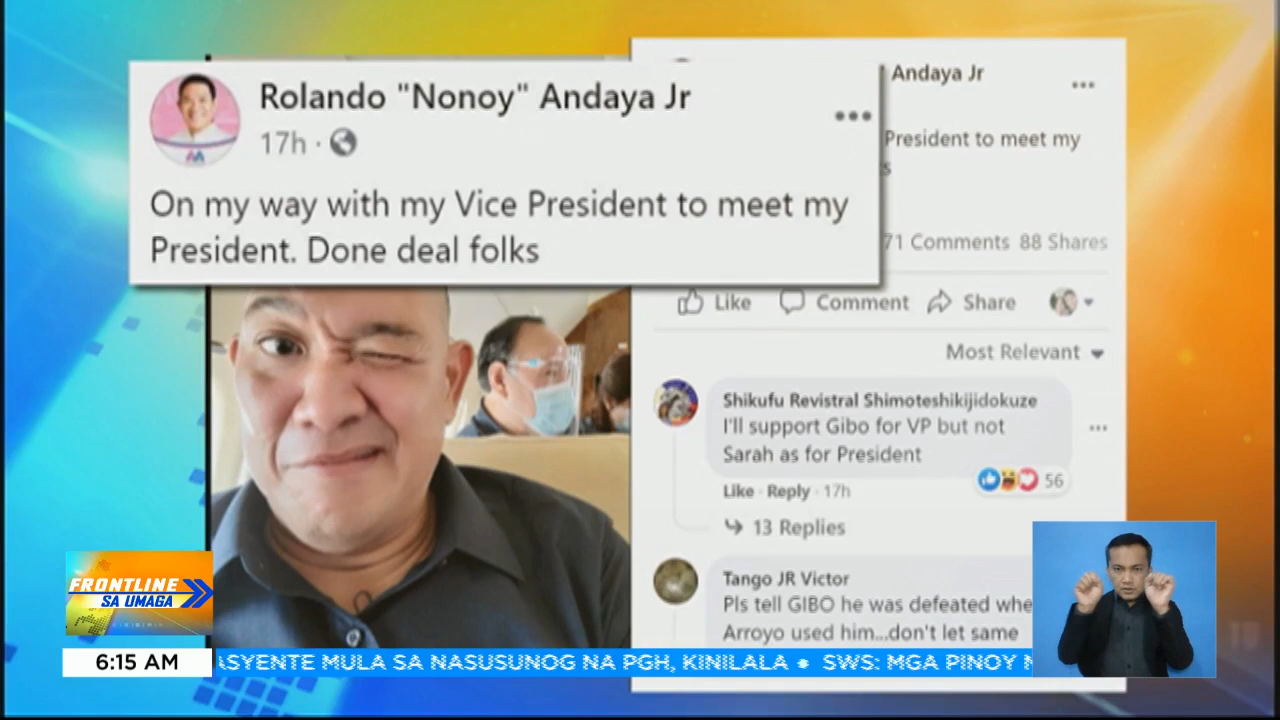 Rolando "Nonoy" Andaya Jr
17h
On my way with my Vice President to meet my
President. Done deal folks
Andaya Jr
President to meet my
s
71 Comments 88 Shares
Like Comment Share
Most Relevant
Shikufu Revistral Shimoteshikijidokuze
I'll support Gibo for VP but not
Sarah as for President
56
Like · Reply · 17h
13 Replies
Tango JR Victor
Pls tell GIBO he was defeated whe
Arroyo used him...don't let same
FRONTLINE
SA UMAGA
6:15 AM
ASYENTE MULA SA NASUSUNOG NA PGH, KINILALA • SWS: MGA PINOY